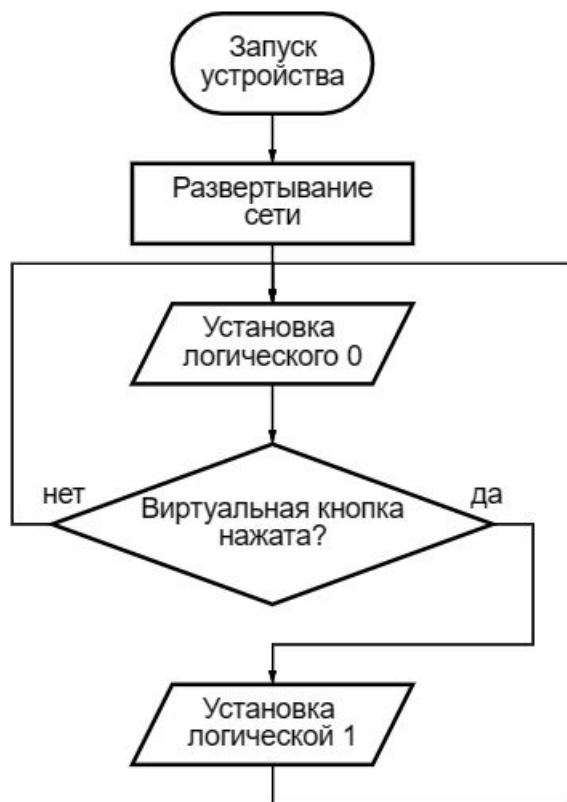 Запуск
устройства
Развертывание
сети
Установка
логического 0
нет
да
Виртуальная кнопка
нажата?
Установка
логической 1